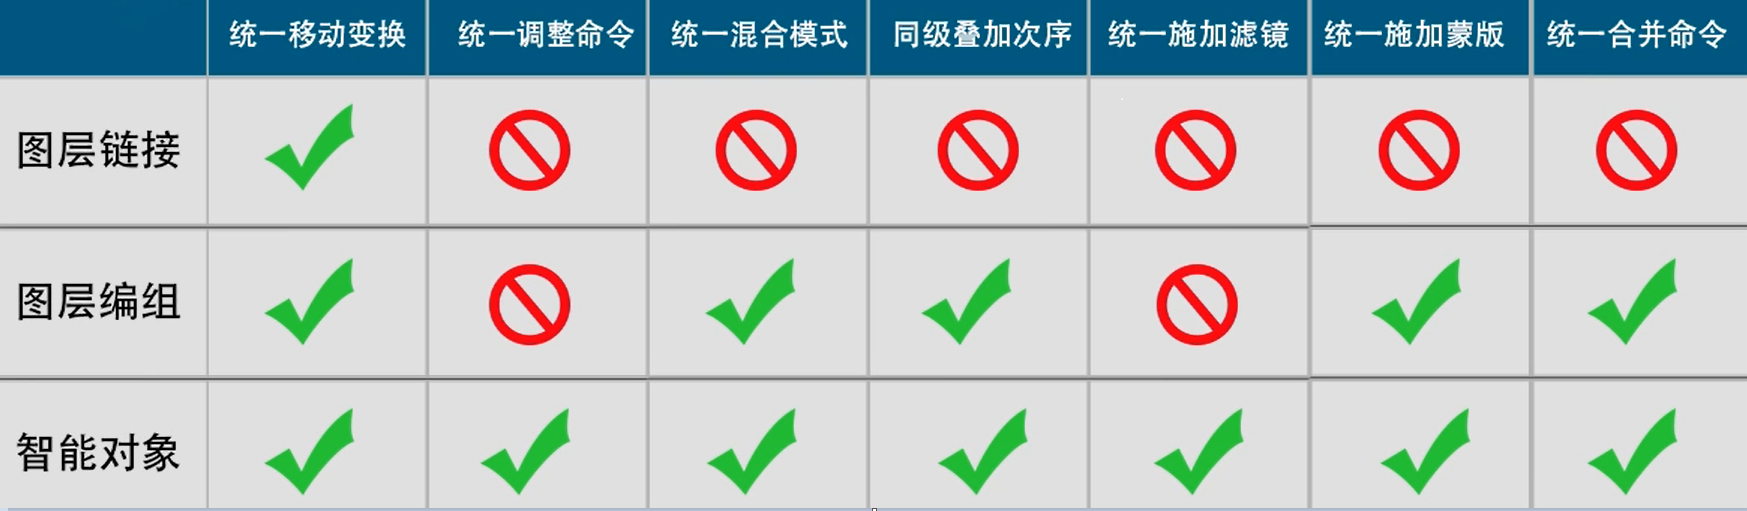 统一移动变换 统一调整命令 统一混合模式 同级叠加次序 统一施加滤镜 统一施加蒙版 统一合并命令
图层链接
图层编组
智能对象